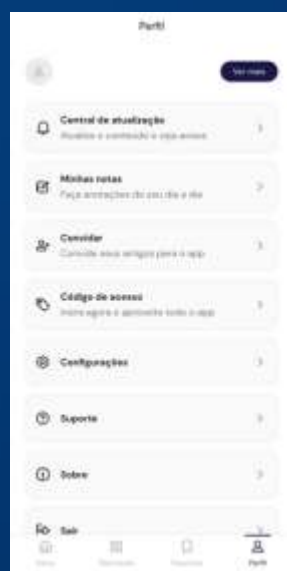 Perfil
Ver mais
Central de atualização
Atualize o conteúdo e veja avisos
Minhas notas
Faça anotações do seu dia a dia
Convidar
Convide seus amigos para o app
Código de acesso
Insira agora e aproveite todo o app
Configurações
Suporte
Sobre
Sair
Perfil